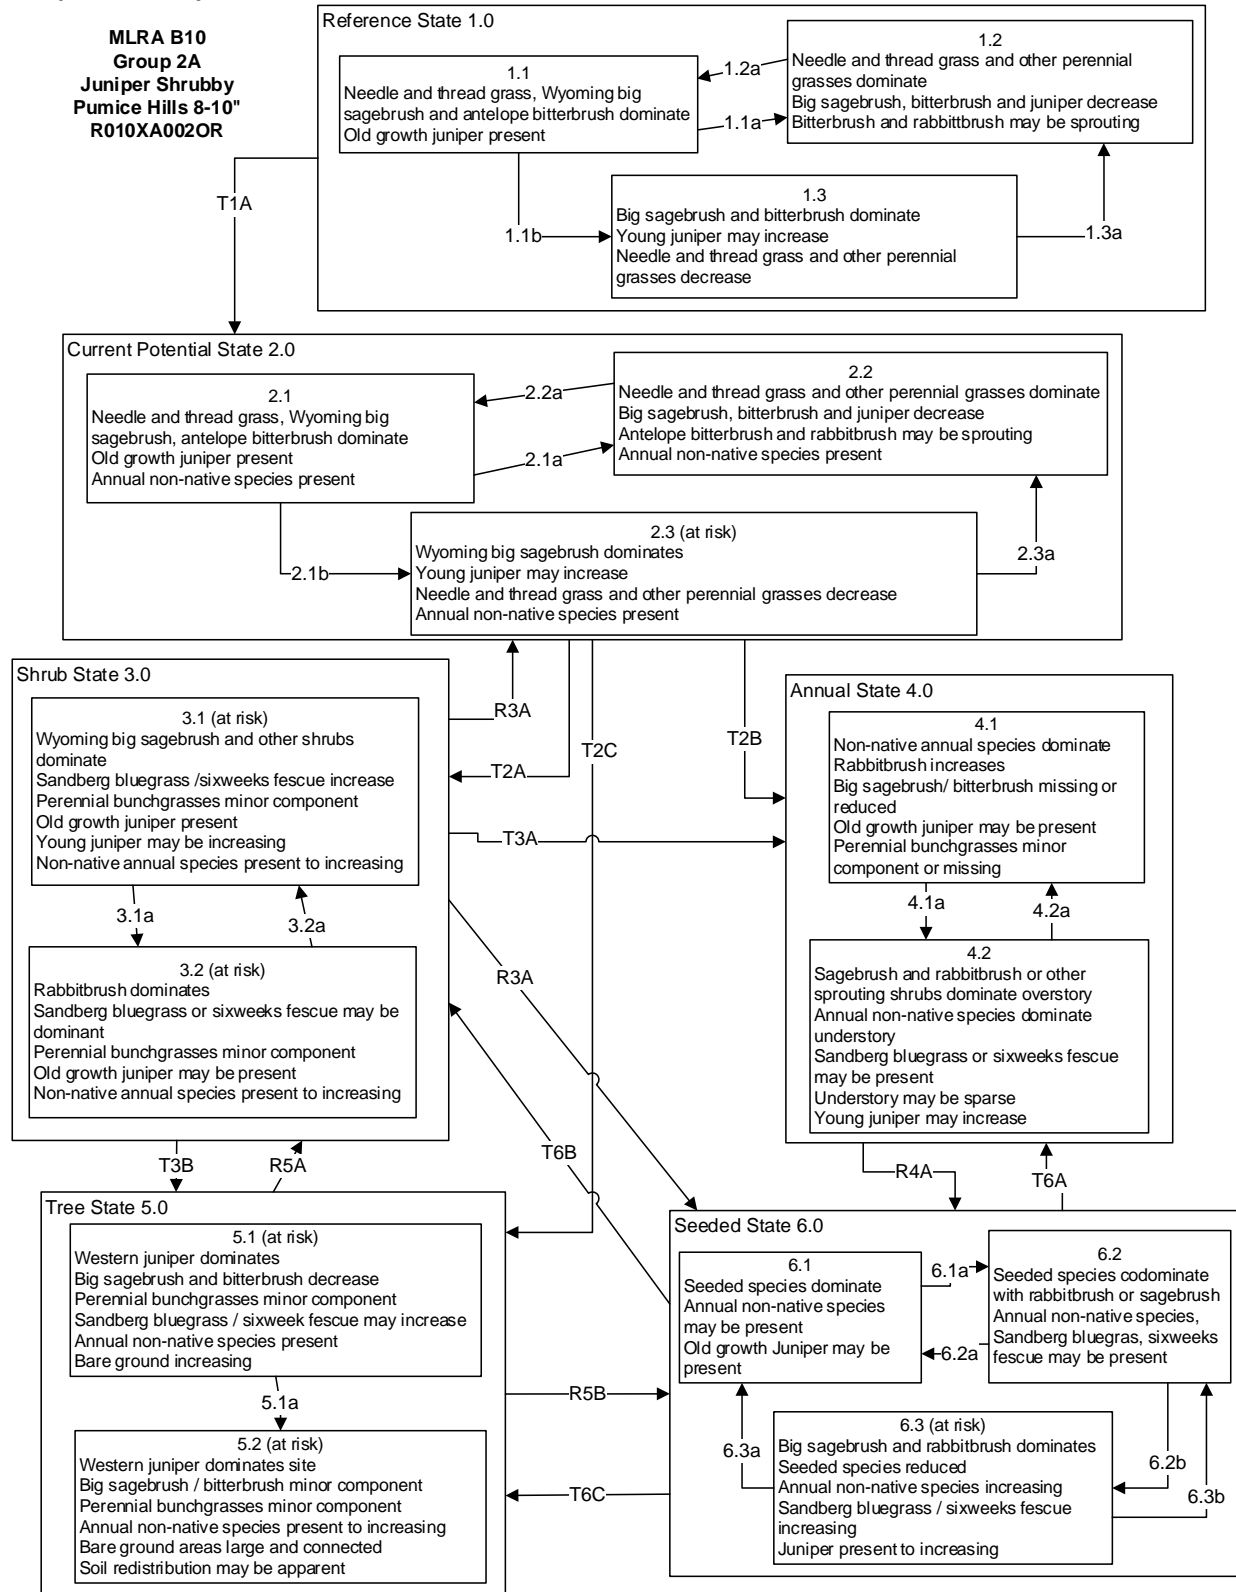 MLRA B10
Group 2A
Juniper Shrubby
Pumice Hills 8-10"
R010XA002OR
Reference State 1.0
1.1
Needle and thread grass, Wyoming big
sagebrush and antelope bitterbrush dominate
Old growth juniper present
1.2a
1.1a
1.2
Needle and thread grass and other perennial
grasses dominate
Big sagebrush, bitterbrush and juniper decrease
Bitterbrush and rabbittbrush may be sprouting
T1A
1.1b
1.3
Big sagebrush and bitterbrush dominate
Young juniper may increase
Needle and thread grass and other perennial
grasses decrease
1.3a
Current Potential State 2.0
2.1
Needle and thread grass, Wyoming big
sagebrush, antelope bitterbrush dominate
Old growth juniper present
Annual non-native species present
2.2a
2.1a
2.2
Needle and thread grass and other perennial grasses dominate
Big sagebrush, bitterbrush and juniper decrease
Antelope bitterbrush and rabbitbrush may be sprouting
Annual non-native species present
2.1b
2.3 (at risk)
Wyoming big sagebrush dominates
Young juniper may increase
Needle and thread grass and other perennial grasses decrease
Annual non-native species present
2.3a
Shrub State 3.0
3.1 (at risk)
Wyoming big sagebrush and other shrubs
dominate
Sandberg bluegrass /sixweeks fescue increase
Perennial bunchgrasses minor component
Old growth juniper present
Young juniper may be increasing
Non-native annual species present to increasing
3.1a
3.2a
3.2 (at risk)
Rabbitbrush dominates
Sandberg bluegrass or sixweeks fescue may be
dominant
Perennial bunchgrasses minor component
Old growth juniper may be present
Non-native annual species present to increasing
R3A
T2A
T2C
T2B
T3A
R3A
T6B
Annual State 4.0
4.1
Non-native annual species dominate
Rabbitbrush increases
Big sagebrush/ bitterbrush missing or
reduced
Old growth juniper may be present
Perennial bunchgrasses minor
component or missing
4.1a
4.2a
4.2
Sagebrush and rabbitbrush or other
sprouting shrubs dominate overstory
Annual non-native species dominate
understory
Sandberg bluegrass or sixweeks fescue
may be present
Understory may be sparse
Young juniper may increase
T3B
R5A
R4A
T6A
Tree State 5.0
5.1 (at risk)
Western juniper dominates
Big sagebrush and bitterbrush decrease
Perennial bunchgrasses minor component
Sandberg bluegrass / sixweek fescue may increase
Annual non-native species present
Bare ground increasing
5.1a
5.2 (at risk)
Western juniper dominates site
Big sagebrush / bitterbrush minor component
Perennial bunchgrasses minor component
Annual non-native species present to increasing
Bare ground areas large and connected
Soil redistribution may be apparent
R5B
T6C
Seeded State 6.0
6.1
Seeded species dominate
Annual non-native species
may be present
Old growth Juniper may be
present
6.1a
6.2a
6.2
Seeded species codominate
with rabbitbrush or sagebrush
Annual non-native species,
Sandberg bluegras, sixweeks
fescue may be present
6.3a
6.3 (at risk)
Big sagebrush and rabbitbrush dominates
Seeded species reduced
Annual non-native species increasing
Sandberg bluegrass / sixweeks fescue
increasing
Juniper present to increasing
6.2b
6.3b